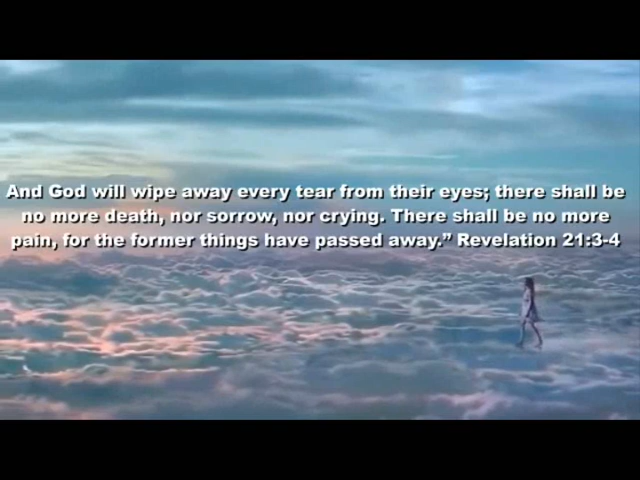 And God will wipe away every tear from their eyes; there shall be
no more death, nor sorrow, nor crying. There shall be no more
pain, for the former things have passed away.” Revelation 21:3-4